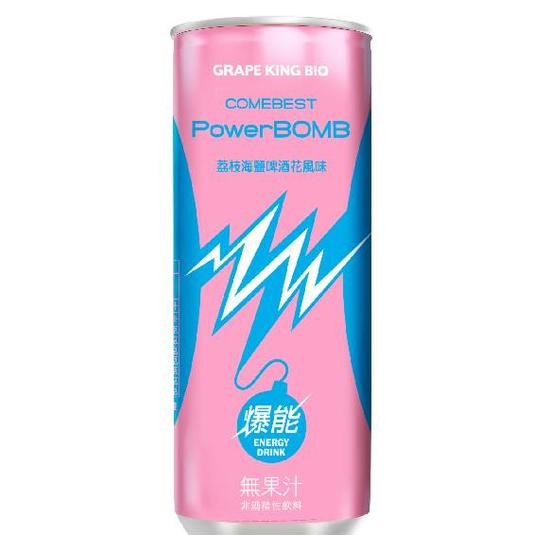 GRAPE KING BIO
COMEBEST
PowerBOMB
荔枝海鹽啤酒花風味
爆能
ENERGY
DRINK
無果汁
非酒精性飲料